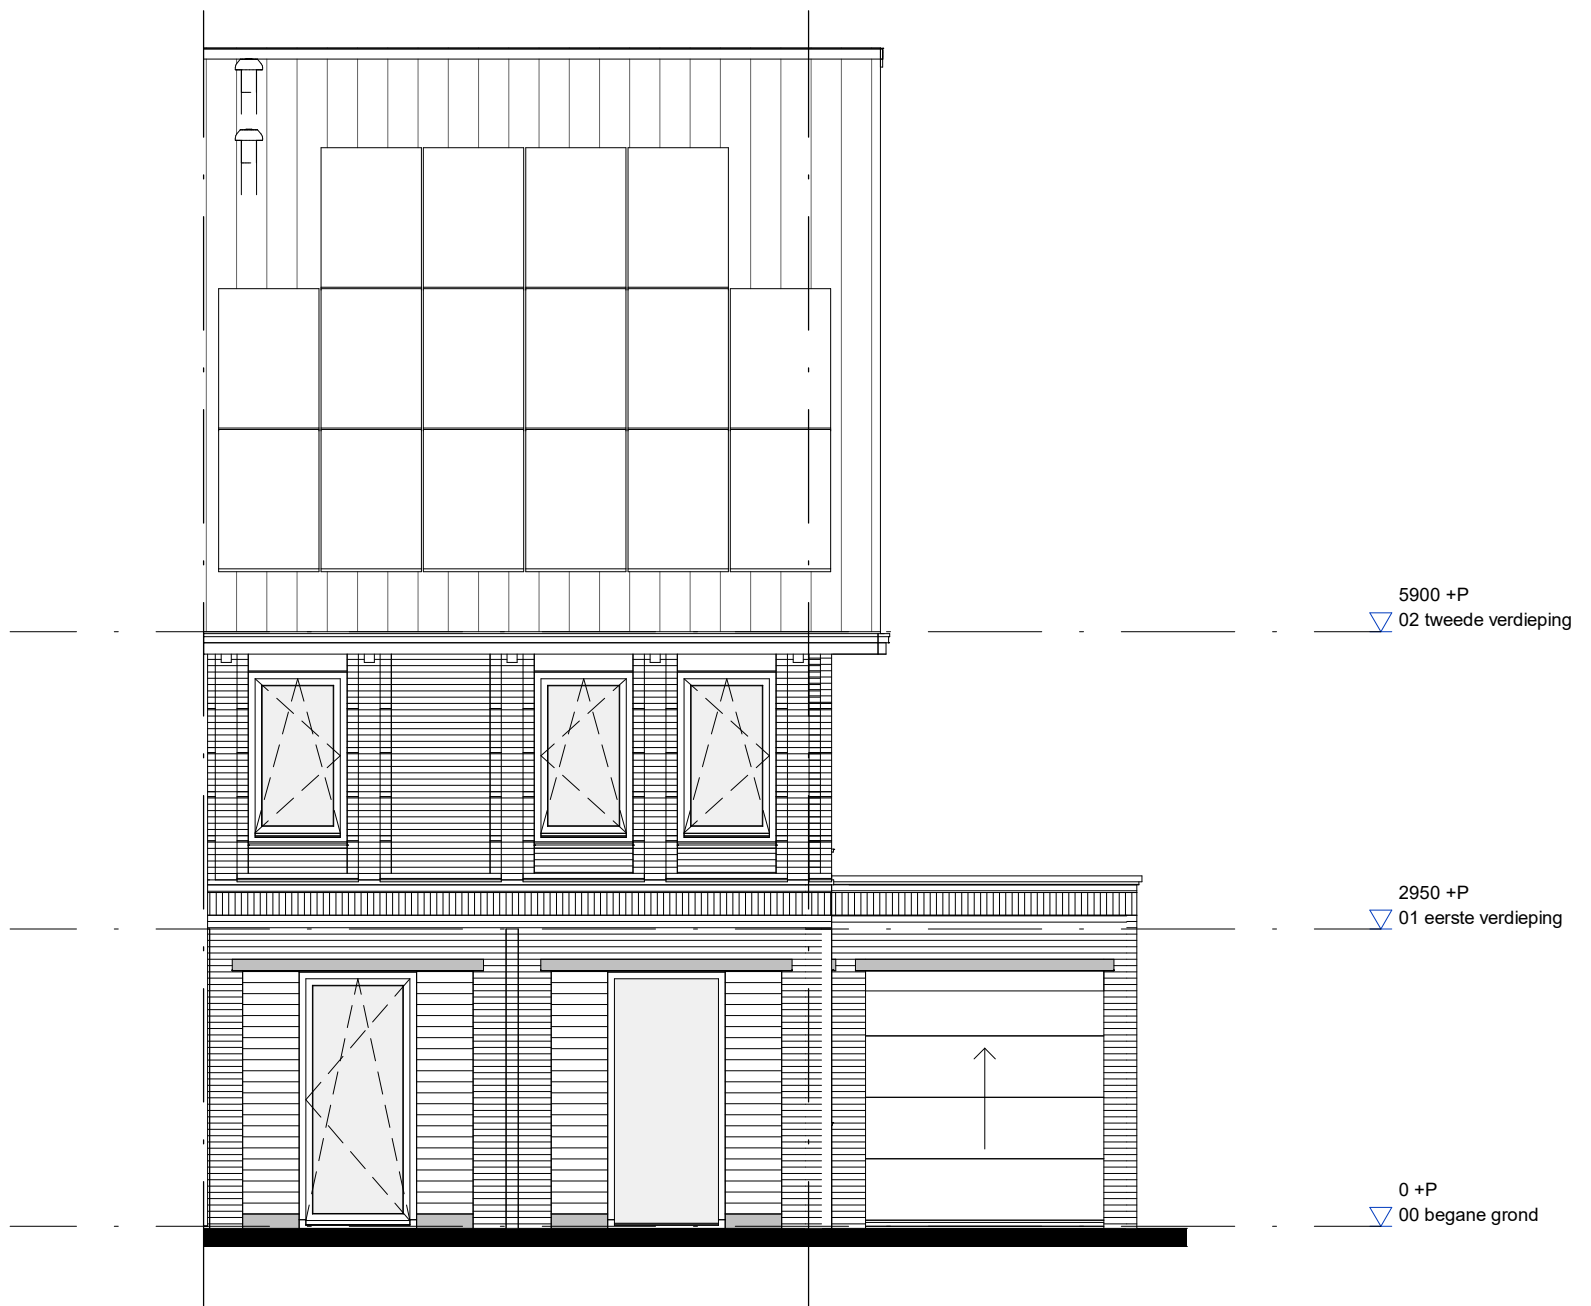 5900 +P
02 tweede verdieping
2950 +P
01 eerste verdieping
0 +P
00 begane grond